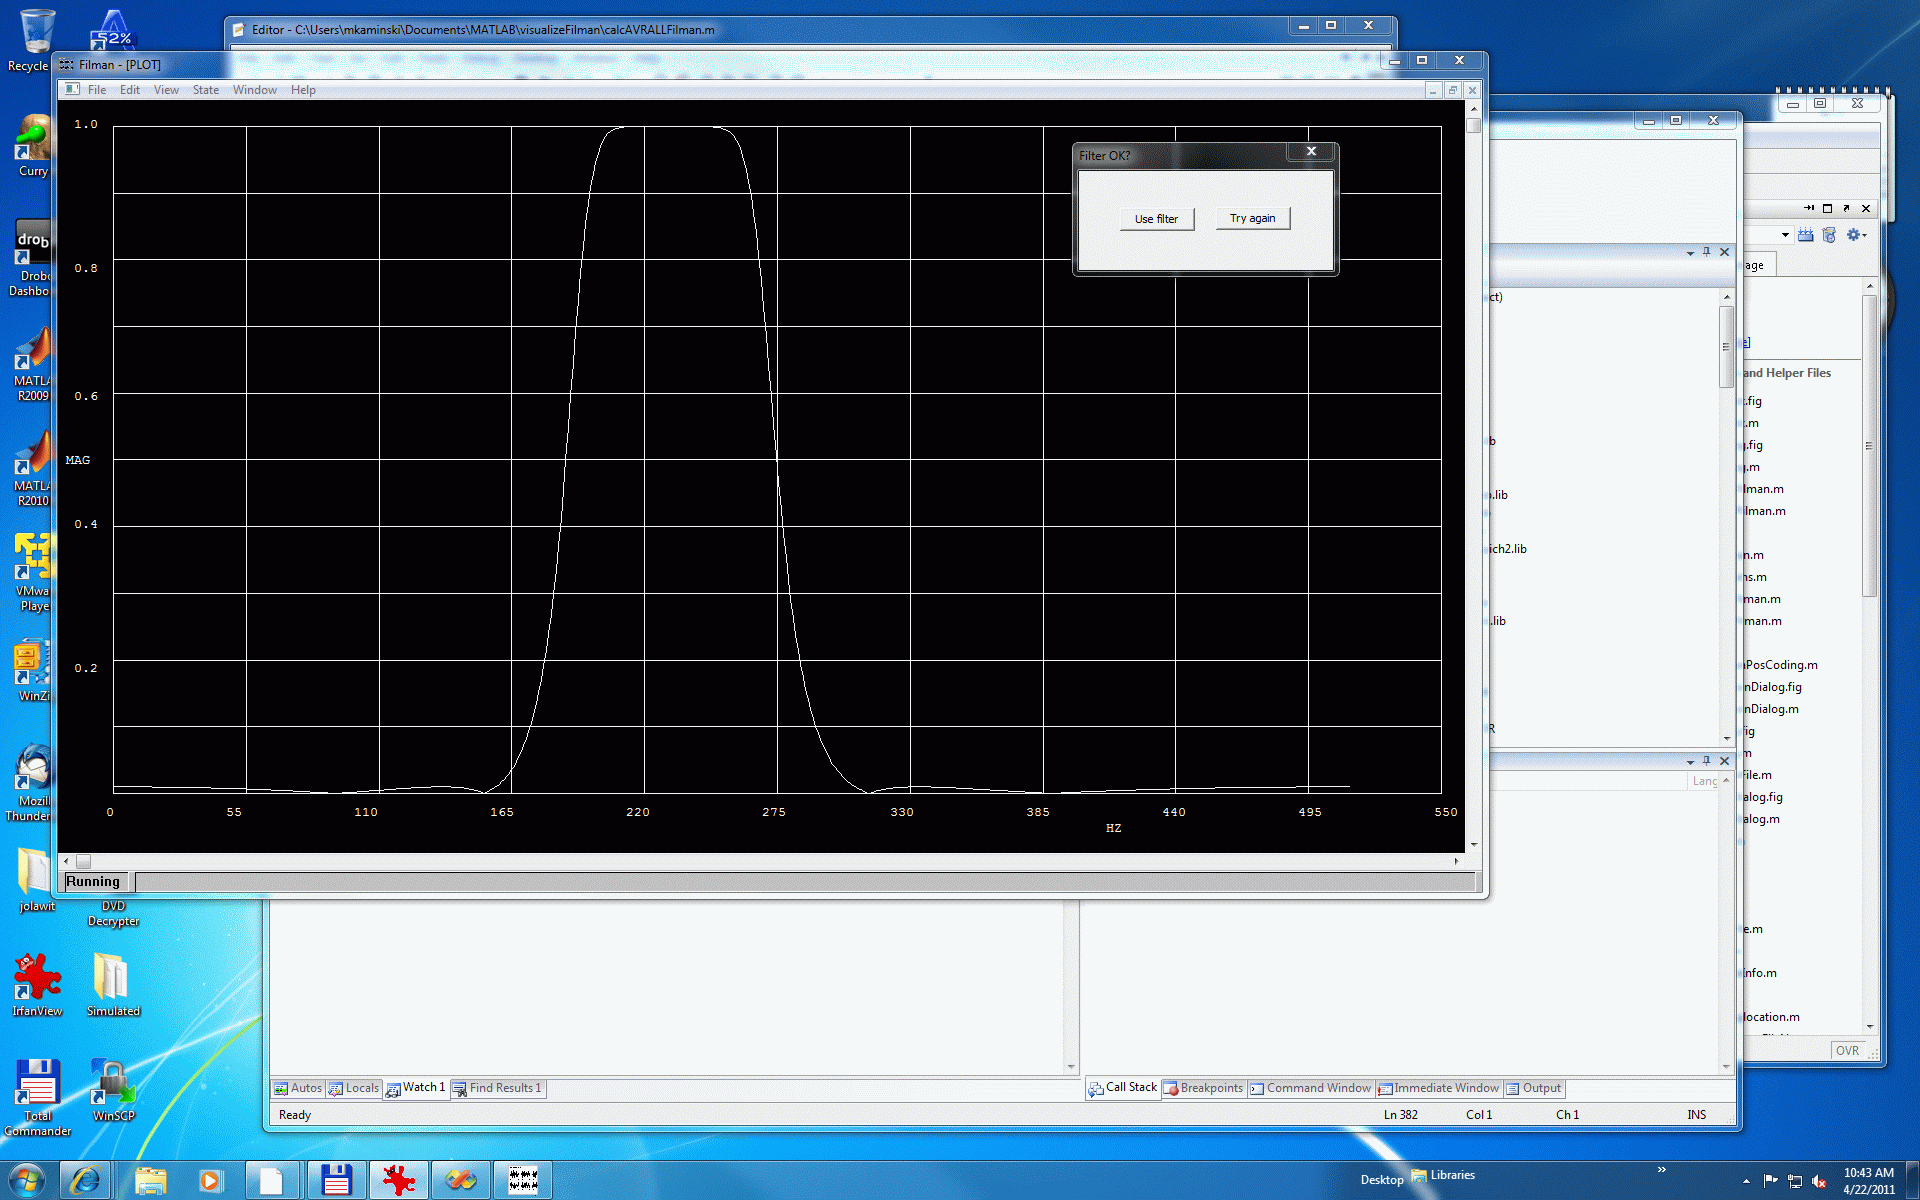 Recycle
52%
Editor - C:\Users\mkaminski\Documents\MATLAB\visualizeFilman\calcAVRALLFilman.m
Filman - [PLOT]
File Edit View State Window Help
1.0
0.8
0.6
MAG
0.4
0.2
0 55 110 165 220 275 330 385 440 495 550
HZ
Running
Filter OK?
Use filter Try again
Curry
drob
Drobo
Dashbo
MATLA
R2009
MATLA
R2010
VMwa
Playe
WinZi
Mozil
Thunder
jolawit
DVD
Decrypter
IrfanView
Simulated
Total
Commander
WinSCP
ct)
b
.lib
ich2.lib
.lib
R
Lang
age
e]
and Helper Files
.fig
.m
.fig
.m
lman.m
lman.m
n.m
ns.m
man.m
man.m
nPosCoding.m
nDialog.fig
nDialog.m
fig
m
File.m
alog.fig
alog.m
e.m
Info.m
location.m
OVR
Autos Locals Watch 1 Find Results 1
Call Stack Breakpoints Command Window Immediate Window Output
Ready
Ln 382 Col 1 Ch 1 INS
Desktop Libraries
10:43 AM
4/22/2011